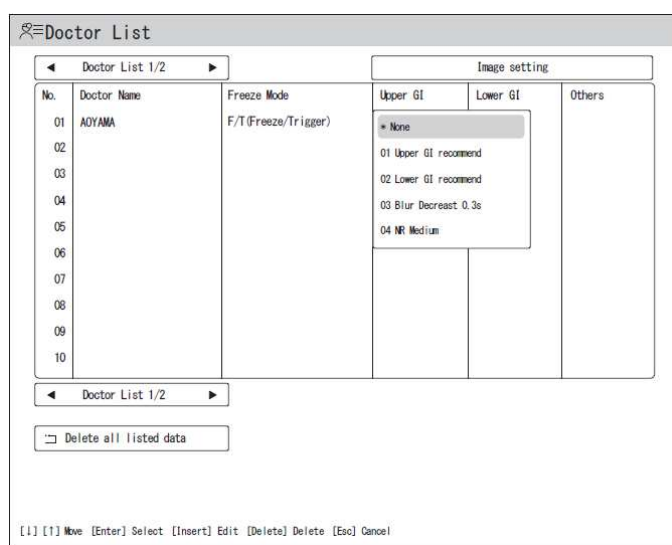 Doctor List
◄ Doctor List 1/2 ►
Image setting
No. Doctor Name Freeze Mode Upper GI Lower GI Others
01 AOYAMA F/T(Freeze/Trigger)
* None
02
01 Upper GI recommend
03
02 Lower GI recommend
04
03 Blur Decreast 0.3s
05
04 NR Medium
06
07
08
09
10
◄ Doctor List 1/2 ►
Delete all listed data
[↓] [↑] Move [Enter] Select [Insert] Edit [Delete] Delete [Esc] Cancel